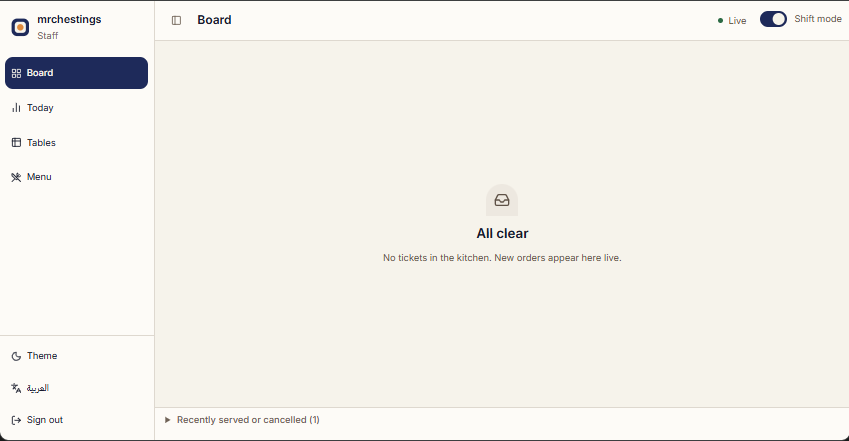 mrchestings
Staff
Board
Today
Tables
Menu
Theme
العربية
Sign out
Board
Live
Shift mode
All clear
No tickets in the kitchen. New orders appear here live.
Recently served or cancelled (1)